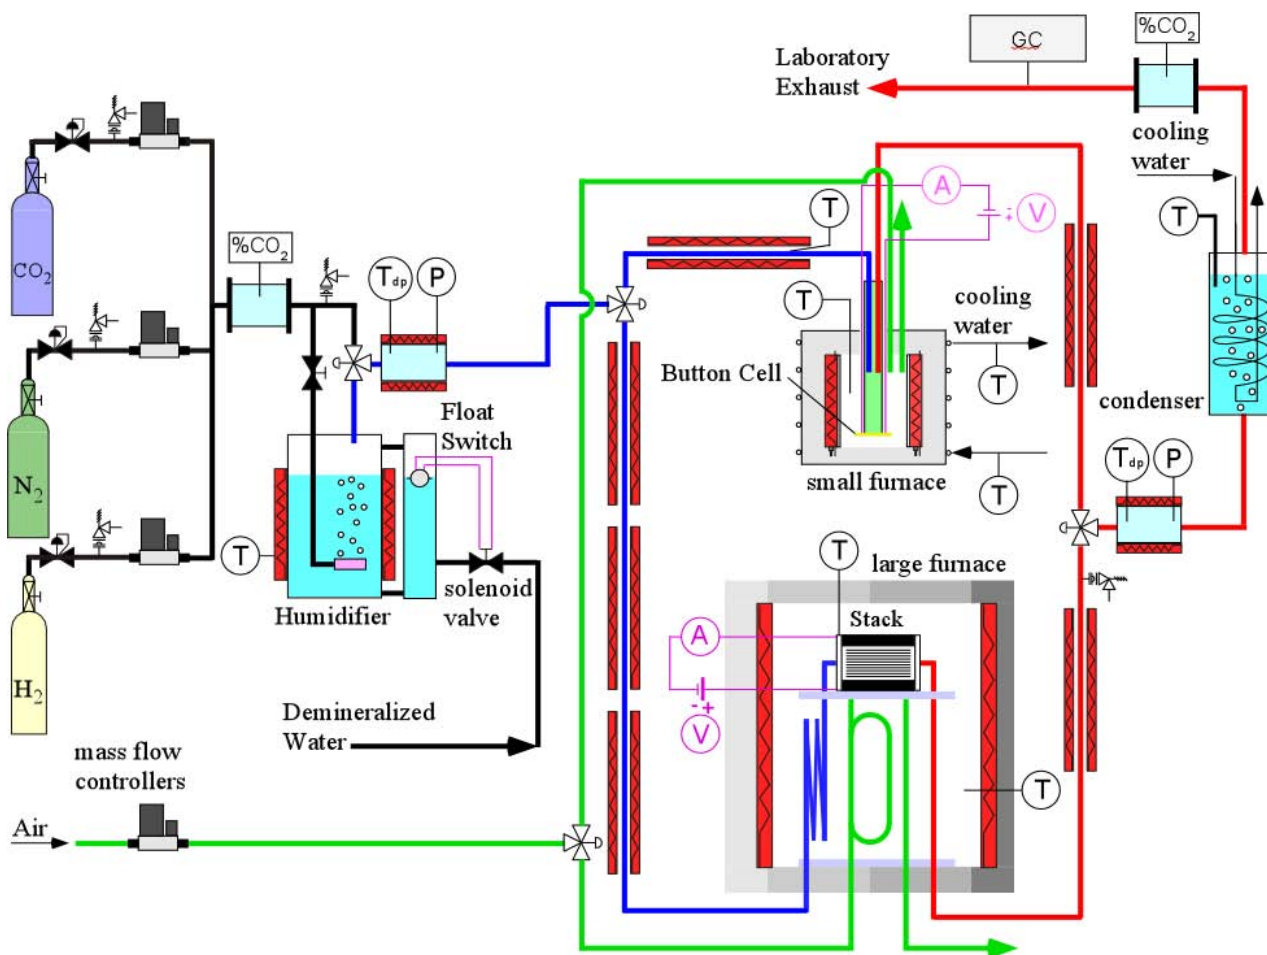 GC
%CO2
Laboratory
Exhaust
cooling
water
T
A
V
T
%CO2
CO2
Tdp
P
T
cooling
water
T
Button Cell
condenser
Float
Switch
small furnace
T
Tdp
P
N2
T
Humidifier
solenoid
valve
T
large furnace
Stack
A
H2
Demineralized
Water
- +
V
mass flow
controllers
T
Air